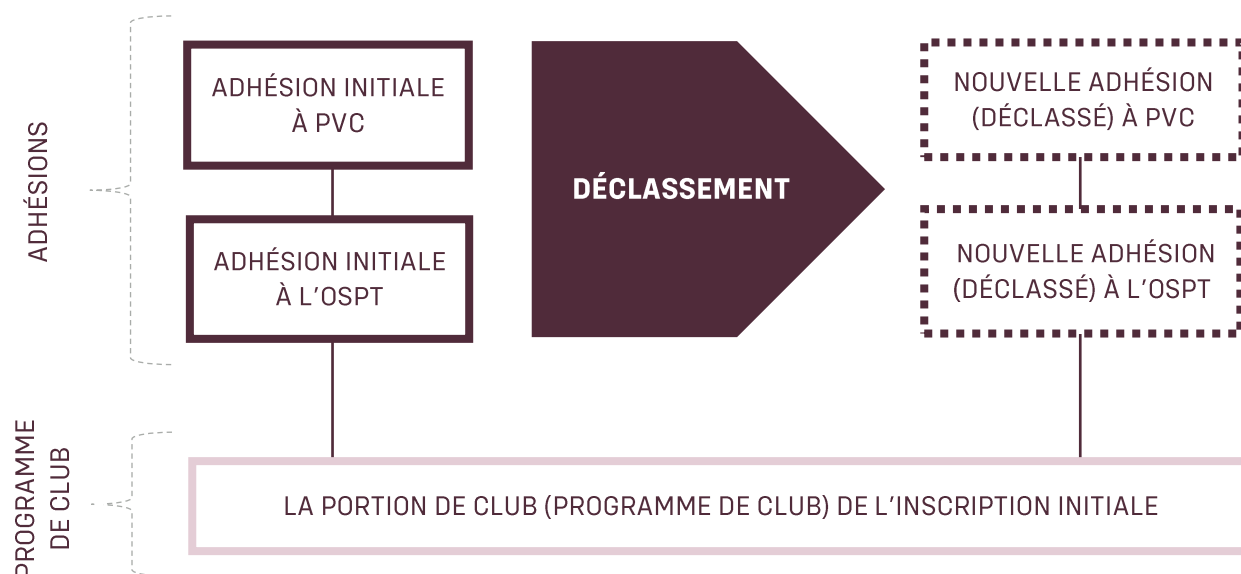 ADHÉSIONS
ADHÉSION INITIALE
À PVC
ADHÉSION INITIALE
À L'OSPT
DÉCLASSEMENT
NOUVELLE ADHÉSION
(DÉCLASSÉ) À PVC
NOUVELLE ADHÉSION
(DÉCLASSÉ) À L'OSPT
PROGRAMME
DE CLUB
LA PORTION DE CLUB (PROGRAMME DE CLUB) DE L'INSCRIPTION INITIALE